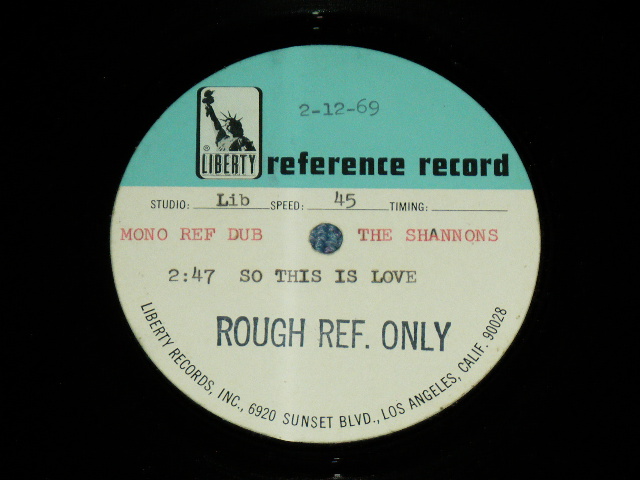 2-12-69
® LIBERTY
reference record
STUDIO: Lib SPEED: 45 TIMING:
MONO REF DUB THE SHANNONS
2:47 SO THIS IS LOVE
ROUGH REF. ONLY
LIBERTY RECORDS, INC., 6920 SUNSET BLVD., LOS ANGELES, CALIF. 90028